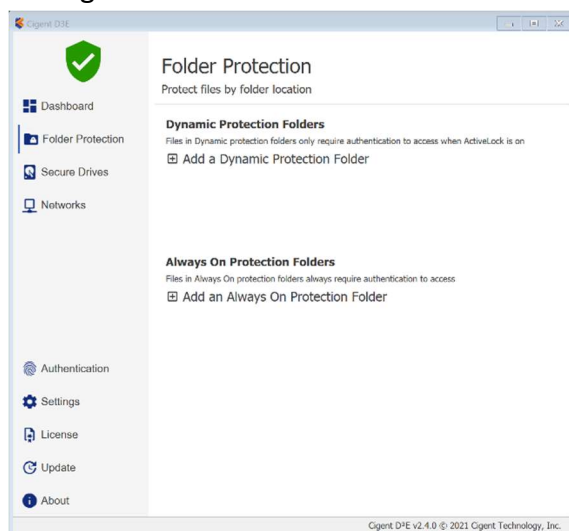 Cigent D3E
Folder Protection
Protect files by folder location
Dashboard
Folder Protection
Secure Drives
Networks
Dynamic Protection Folders
Files in Dynamic protection folders only require authentication to access when ActiveLock is on
Add a Dynamic Protection Folder
Always On Protection Folders
Files in Always On protection folders always require authentication to access
Add an Always On Protection Folder
Authentication
Settings
License
Update
About
Cigent D³E v2.4.0 © 2021 Cigent Technology, Inc.